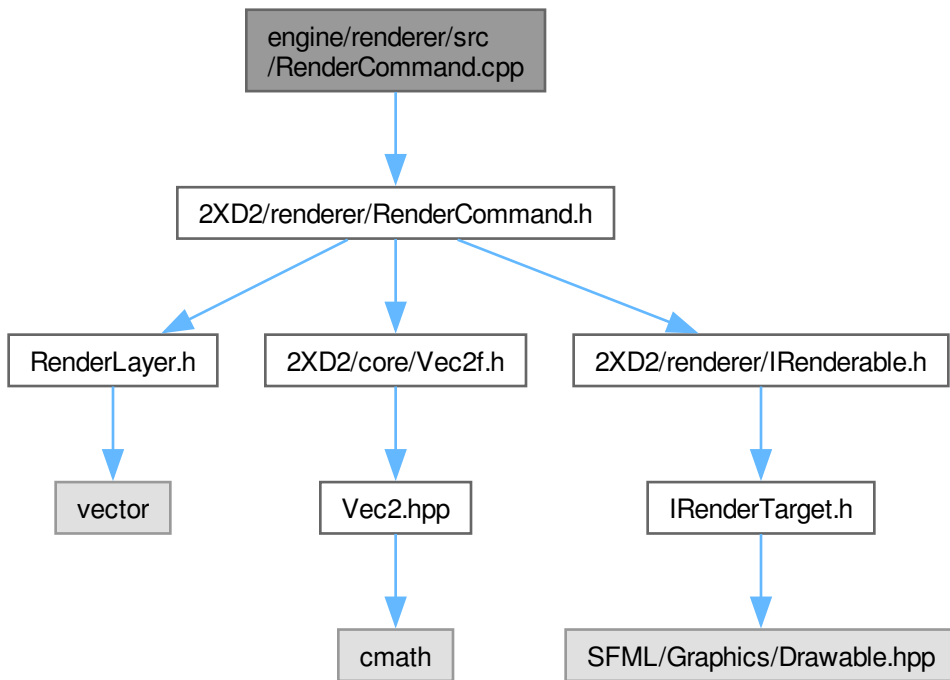 engine/renderer/src
/RenderCommand.cpp
2XD2/renderer/RenderCommand.h
RenderLayer.h
2XD2/core/Vec2f.h
2XD2/renderer/IRenderable.h
vector
Vec2.hpp
IRenderTarget.h
cmath
SFML/Graphics/Drawable.hpp